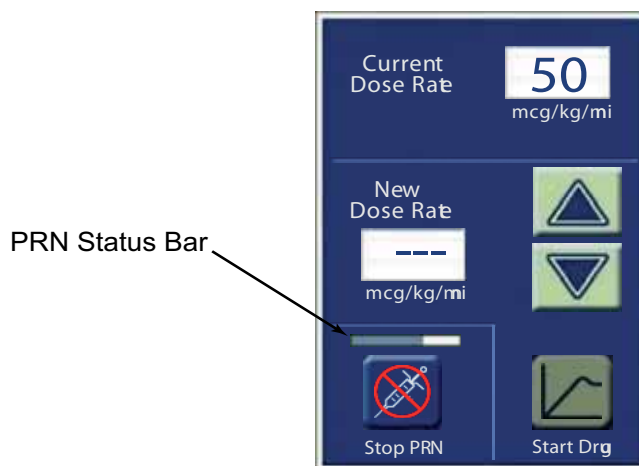 Current
Dose Rate
50
mcg/kg/mi
New
Dose Rate
---
mcg/kg/mi
PRN Status Bar
Stop PRN
Start Drg